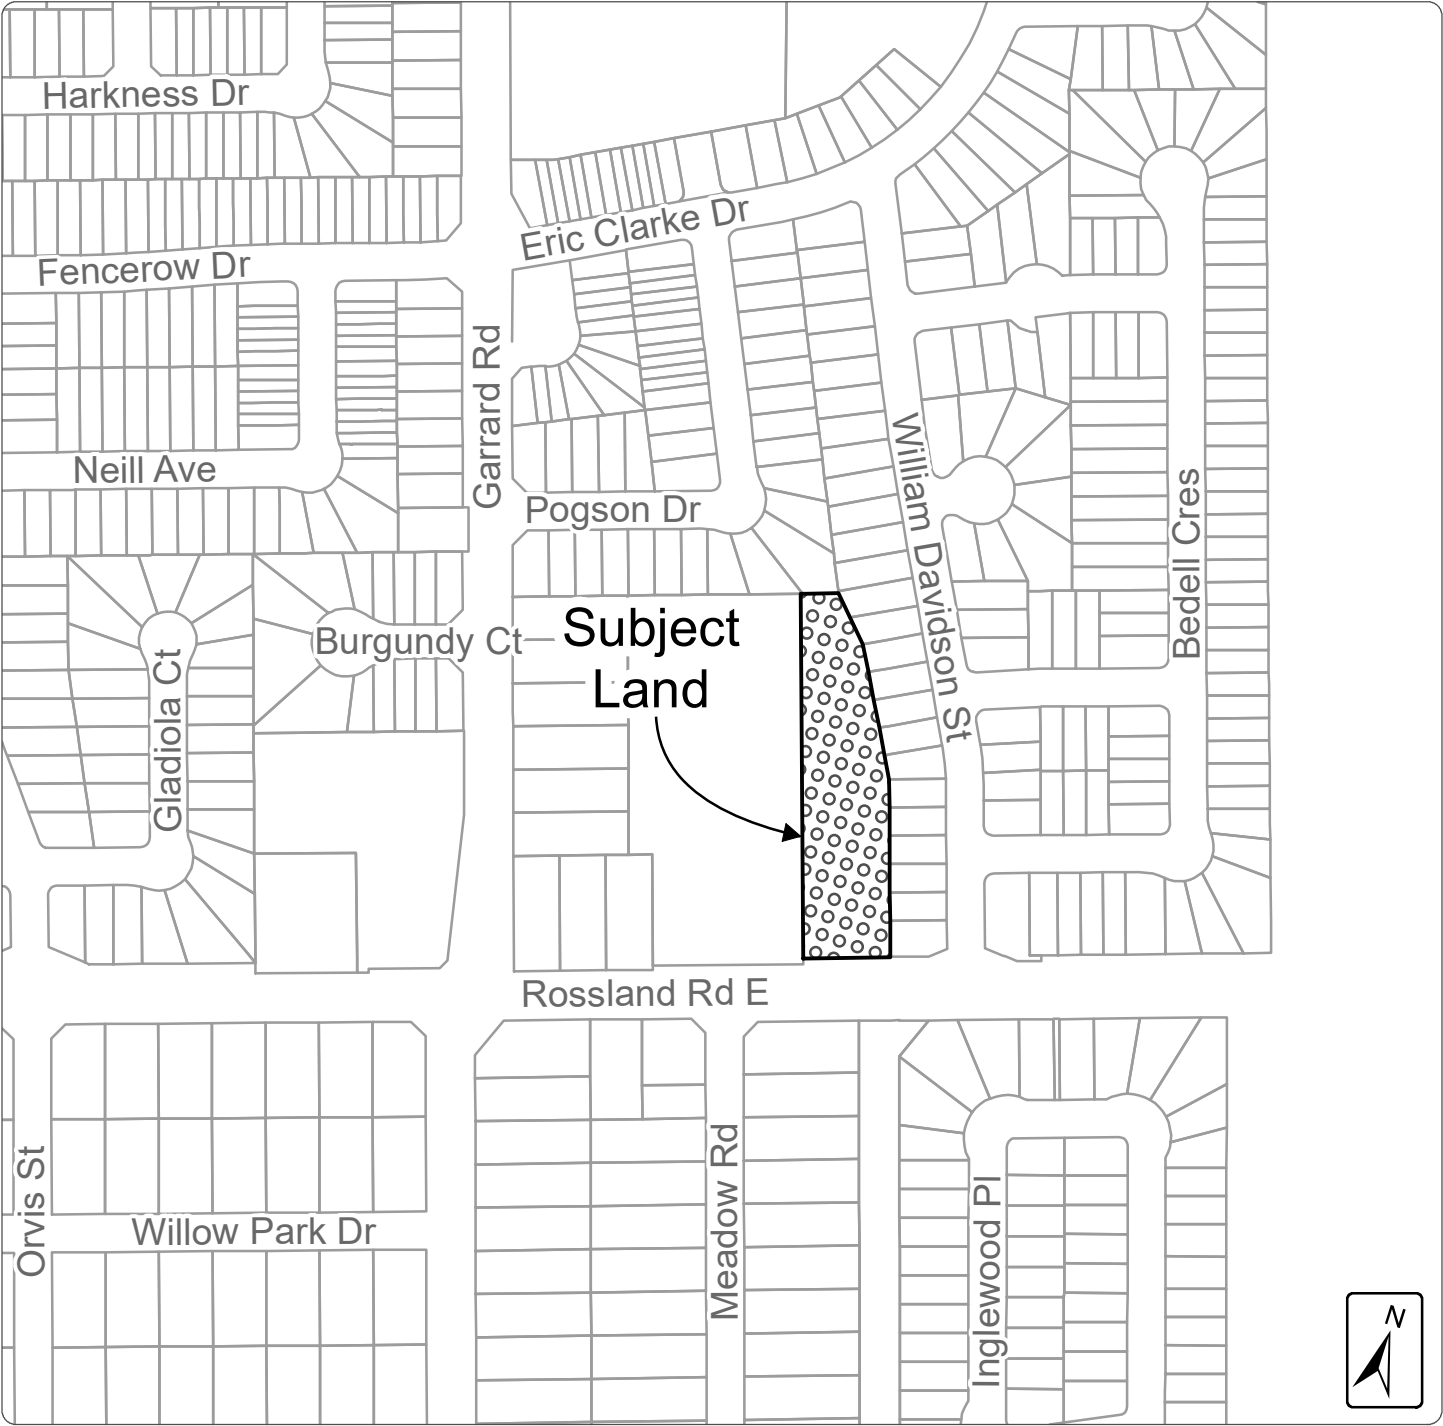 Harkness Dr
Eric Clarke Dr
Fencerow Dr
Garrard Rd
Neill Ave
William Davidson St
Pogson Dr
Bedell Cres
Subject
Land
Burgundy Ct
Gladiola Ct
Rossland Rd E
Orvis St
Meadow Rd
Inglewood Pl
Willow Park Dr
N